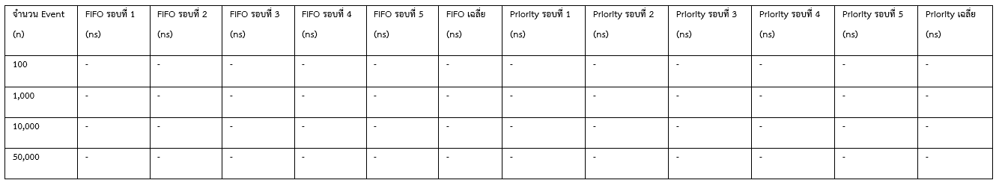 จำนวน Event FIFO รอบที่ 1 FIFO รอบที่ 2 FIFO รอบที่ 3 FIFO รอบที่ 4 FIFO รอบที่ 5 FIFO เฉลี่ย Priority รอบที่ 1 Priority รอบที่ 2 Priority รอบที่ 3 Priority รอบที่ 4 Priority รอบที่ 5 Priority เฉลี่ย
(n) (ns) (ns) (ns) (ns) (ns) (ns) (ns) (ns) (ns) (ns) (ns) (ns)
100 - - - - - - - - - - - -
1,000 - - - - - - - - - - - -
10,000 - - - - - - - - - - - -
50,000 - - - - - - - - - - - -